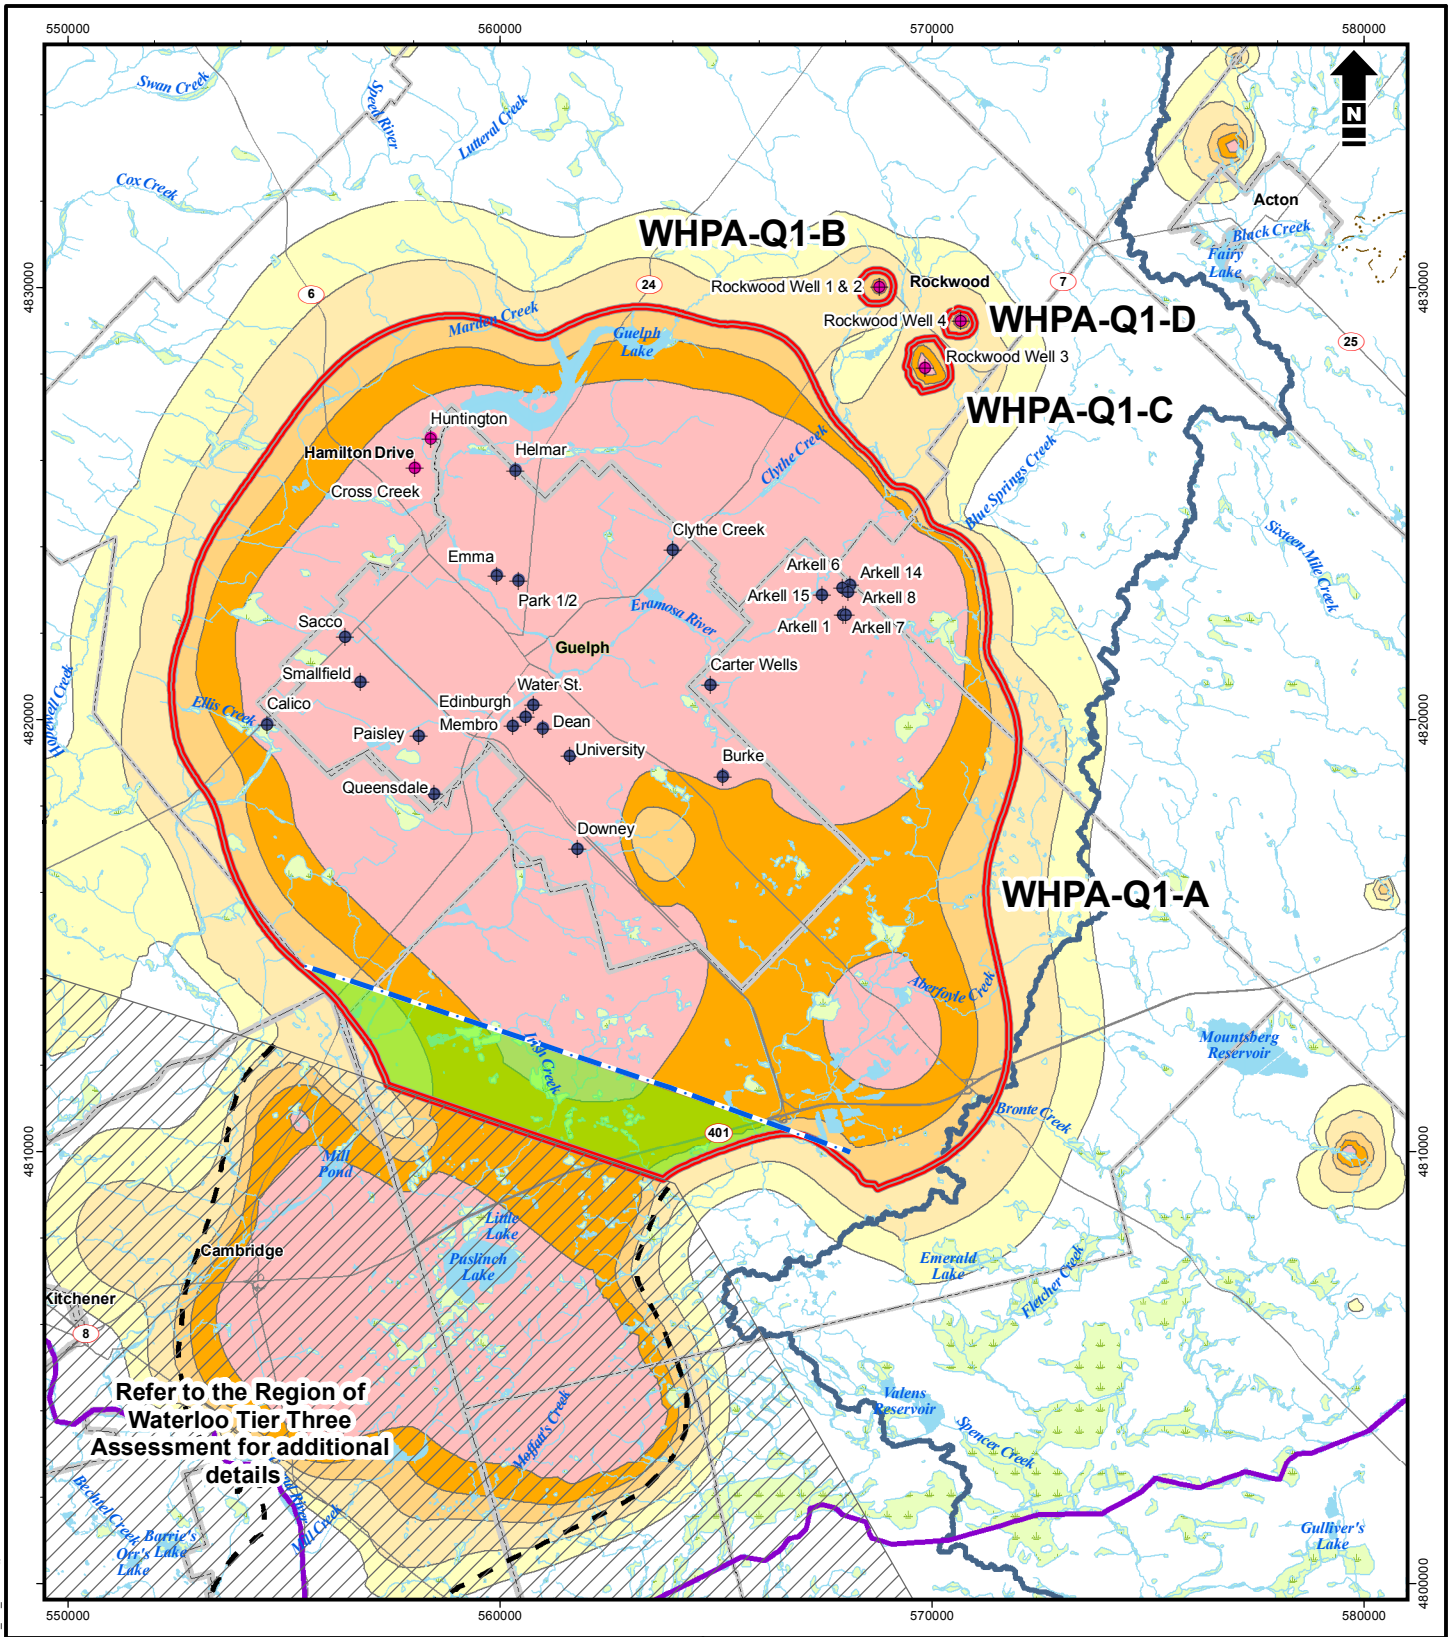 550000
560000
570000
580000
Swan Creek
Speed River
Lutteral Creek
Cox Creek
N
Acton
Black Creek
Fairy
Lake
WHPA-Q1-B
Rockwood Well 1 & 2
Rockwood
4830000
4830000
6
24
7
25
Marden Creek
Guelph
Lake
Rockwood Well 4
WHPA-Q1-D
Rockwood Well 3
WHPA-Q1-C
Huntington
Hamilton Drive
Helmar
Cross Creek
Clythe Creek
Blue Springs Creek
Sixteen Mile Creek
Clythe Creek
Emma
Park 1/2
Arkell 6
Arkell 14
Arkell 15
Arkell 8
Arkell 1
Arkell 7
Eramosa River
Sacco
Guelph
Smallfield
Carter Wells
Hopewell Creek
Ellis Creek
Calico
Water St.
Edinburgh
Membro
Dean
Paisley
University
4820000
4820000
Burke
Queensdale
Downey
WHPA-Q1-A
Aberfoyle Creek
Irish Creek
Mountsberg
Reservoir
Bronte Creek
401
4810000
4810000
Mill
Pond
Little
Lake
Puslinch
Lake
Cambridge
Emerald
Lake
Fletcher Creek
Kitchener
8
Refer to the Region of
Waterloo Tier Three
Assessment for additional
details
Moffat's Creek
Valens
Reservoir
Spencer Creek
Bechtel Creek
River
Mill Creek
Barrie's
Lake
Orr's
Lake
Gulliver's
Lake
4800000
550000
560000
570000
580000